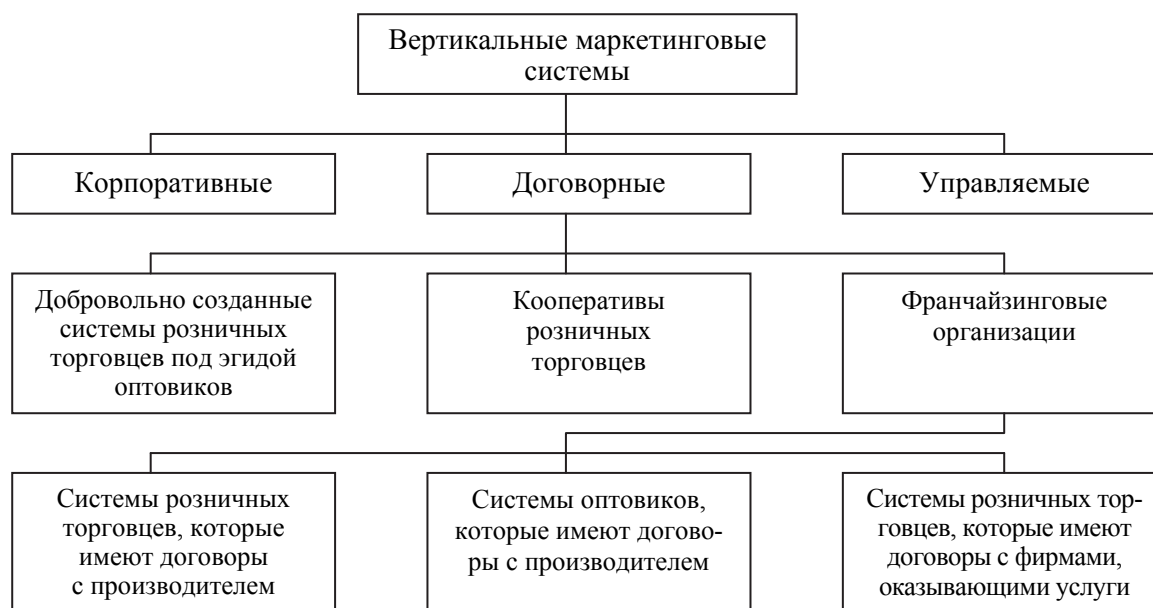 Вертикальные маркетинговые
системы
Корпоративные
Договорные
Управляемые
Добровольно созданные
системы розничных
торговцев под эгидой
оптовиков
Кооперативы
розничных
торговцев
Франчайзинговые
организации
Системы розничных
торговцев, которые
имеют договоры
с производителем
Системы оптовиков,
которые имеют догово-
ры с производителем
Системы розничных тор-
говцев, которые имеют
договоры с фирмами,
оказывающими услуги